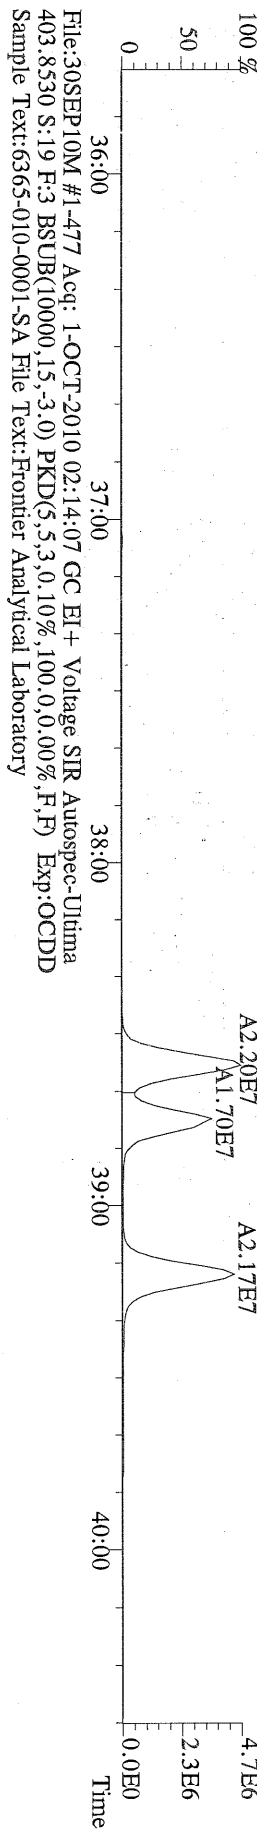 File:30SEP10M #1-477 Acq: 1-OCT-2010 02:14:07 GC EI+ Voltage SIR Autospec-Ultima
403.8530 S:19 F:3 BSUB(10000,15,-3.0) PKD(5,5,3,0.10%,100.0,0.00%,F,F) Exp:OCDD
Sample Text:6365-010-0001-SA File Text:Frontier Analytical Laboratory
100 %
A2.20E7
A2.17E7
4.7E6
A1.70E7
50
2.3E6
0
0.0E0
36:00
37:00
38:00
39:00
40:00
Time